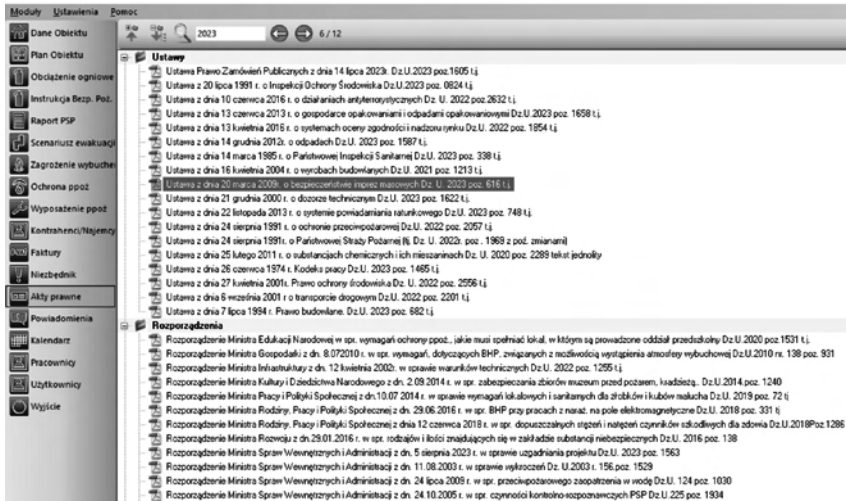 Moduły Ustawienia Pomoc
2023 6/12
Dane Obiektu
Plan Obiektu
Obciążenie ogniowe
Instrukcja Bezp. Poż.
Raport PSP
Scenariusz ewakuacji
Zagrożenie wybuche
Ochrona ppoż
Wyposażenie ppoż
Kontrahenci/Najemcy
Faktury
Niezbędnik
Akty prawne
Powiadomienia
Kalendarz
Pracownicy
Użytkownicy
Wyjście
Ustawy
Ustawa Prawo Zamówień Publicznych z dnia 14 lipca 2023r. Dz.U.2023 poz.1605 t.j.
Ustawa z 20 lipca 1991 r. o Inspekcji Ochrony Środowiska Dz.U.2023 poz. 0824 t.j.
Ustawa z dnia 10 czerwca 2016 r. o działaniach antyterrorystycznych Dz. U. 2022 poz.2632 t.j.
Ustawa z dnia 13 czerwca 2013 r. o gospodarce opakowaniami i odpadami opakowaniowymi Dz.U.2023 poz. 1658 t.j.
Ustawa z dnia 13 kwietnia 2016 r. o systemach oceny zgodności i nadzoru rynku Dz.U. 2022 poz. 1854 t.j.
Ustawa z dnia 14 grudnia 2012r. o odpadach Dz.U. 2023 poz. 1587 t.j.
Ustawa z dnia 14 marca 1985 r. o Państwowej Inspekcji Sanitarnej Dz.U. 2023 poz. 338 t.j.
Ustawa z dnia 16 kwietnia 2004 r. o wyrobach budowlanych Dz.U. 2021 poz. 1213 t.j.
Ustawa z dnia 20 marca 2009r. o bezpieczeństwie imprez masowych Dz. U. 2023 poz. 616 t.j.
Ustawa z dnia 21 grudnia 2000 r. o dozorze technicznym Dz.U. 2023 poz. 1622 t.j.
Ustawa z dnia 22 listopada 2013 r. o systemie powiadamiania ratunkowego Dz.U. 2023 poz. 748 t.j.
Ustawa z dnia 24 sierpnia 1991 r. o ochronie przeciwpożarowej Dz.U. 2022 poz. 2057 t.j.
Ustawa z dnia 24 sierpnia 1991r. o Państwowej Straży Pożarnej (tj. Dz. U. 2022r. poz . 1969 z poź. zmianami)
Ustawa z dnia 25 lutego 2011 r. o substancjach chemicznych i ich mieszaninach Dz. U. 2020 poz. 2289 tekst jednolity
Ustawa z dnia 26 czerwca 1974 r. Kodeks pracy Dz.U. 2023 poz. 1465 t.j.
Ustawa z dnia 27 kwietnia 2001r. Prawo ochrony środowiska Dz. U. 2022 poz. 2556 t.j.
Ustawa z dnia 6 września 2001 r o transporcie drogowym Dz.U. 2022 poz. 2201 t.j.
Ustawa z dnia 7 lipca 1994 r. Prawo budowlane. Dz.U. 2023 poz. 682 t.j.
Rozporządzenia
Rozporządzenie Ministra Edukacji Narodowej w spr. wymagań ochrony ppoż., jakie musi spełniać lokal, w którym są prowadzone oddział przedszkolny Dz.U.2020 poz.1531 t.j.
Rozporządzenie Ministra Gospodarki z dn. 8.072010 r. w spr. wymagań, dotyczących BHP, związanych z możliwością wystąpienia atmosfery wybuchowej Dz.U.2010 nr. 138 poz. 931
Rozporządzenie Ministra Infrastruktury z dn. 12 kwietnia 2002r. w sprawie warunków technicznych Dz.U. 2022 poz. 1255 t.j.
Rozporządzenie Ministra Kultury i Dziedzictwa Narodowego z dn. 2.09.2014 r. w spr. zabezpieczania zbiorów muzeum przed pożarem, kradzieżą.. Dz.U.2014.poz. 1240
Rozporządzenie Ministra Pracy i Polityki Społecznej z dn.10.07 2014 r. w sprawie wymagań lokalowych i sanitarnych dla żłobków i kubów malucha Dz.U. 2019 poz. 72 tj
Rozporządzenie Ministra Rodziny, Pracy i Polityki Społecznej z dn. 29.06.2016 r. w spr. BHP przy pracach z naraż. na pole elektromagnetyczne Dz.U. 2018 poz. 331 tj
Rozporządzenie Ministra Rodziny, Pracy i Polityki Społecznej z dnia 12 czerwca 2018 r. w spr. dopuszczalnych stężeń i natężeń czynników szkodliwych dla zdowia Dz.U.2018Poz.1286
Rozporządzenie Ministra Rozwoju z dn.29.01.2016 r. w spr. rodzajów i ilości znajdujących się w zakładzie substancji niebezpiecznych Dz.U. 2016 poz. 138
Rozporządzenie Ministra Spraw Wewnętrznych i Administracji z dn. 5 sierpnia 2023 r. w sprawie uzgadniania projektu Dz.U. 2023 poz. 1563
Rozporządzenie Ministra Spraw Wewnętrznych i Administracji z dn. 11.08.2003 r. w sprawie wykroczeń Dz. U.2003 r. 156.poz. 1529
Rozporządzenie Ministra Spraw Wewnętrznych i Administracji z dn. 24 lipca 2009 r. w spr. przeciwpożarowego zaopatrzenia w wodę Dz.U. 124 poz. 1030
Rozporządzenie Ministra Spraw Wewnętrznych i Administracji z dn. 24.10.2005 r. w spr. czynności kontrolno-rozpoznawczych PSP Dz.U.225 poz. 1934